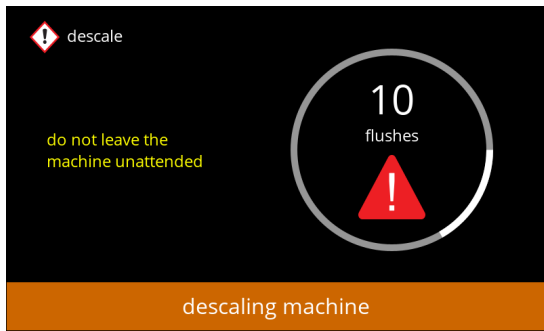 descale
10
flushes
do not leave the
machine unattended
!
descaling machine